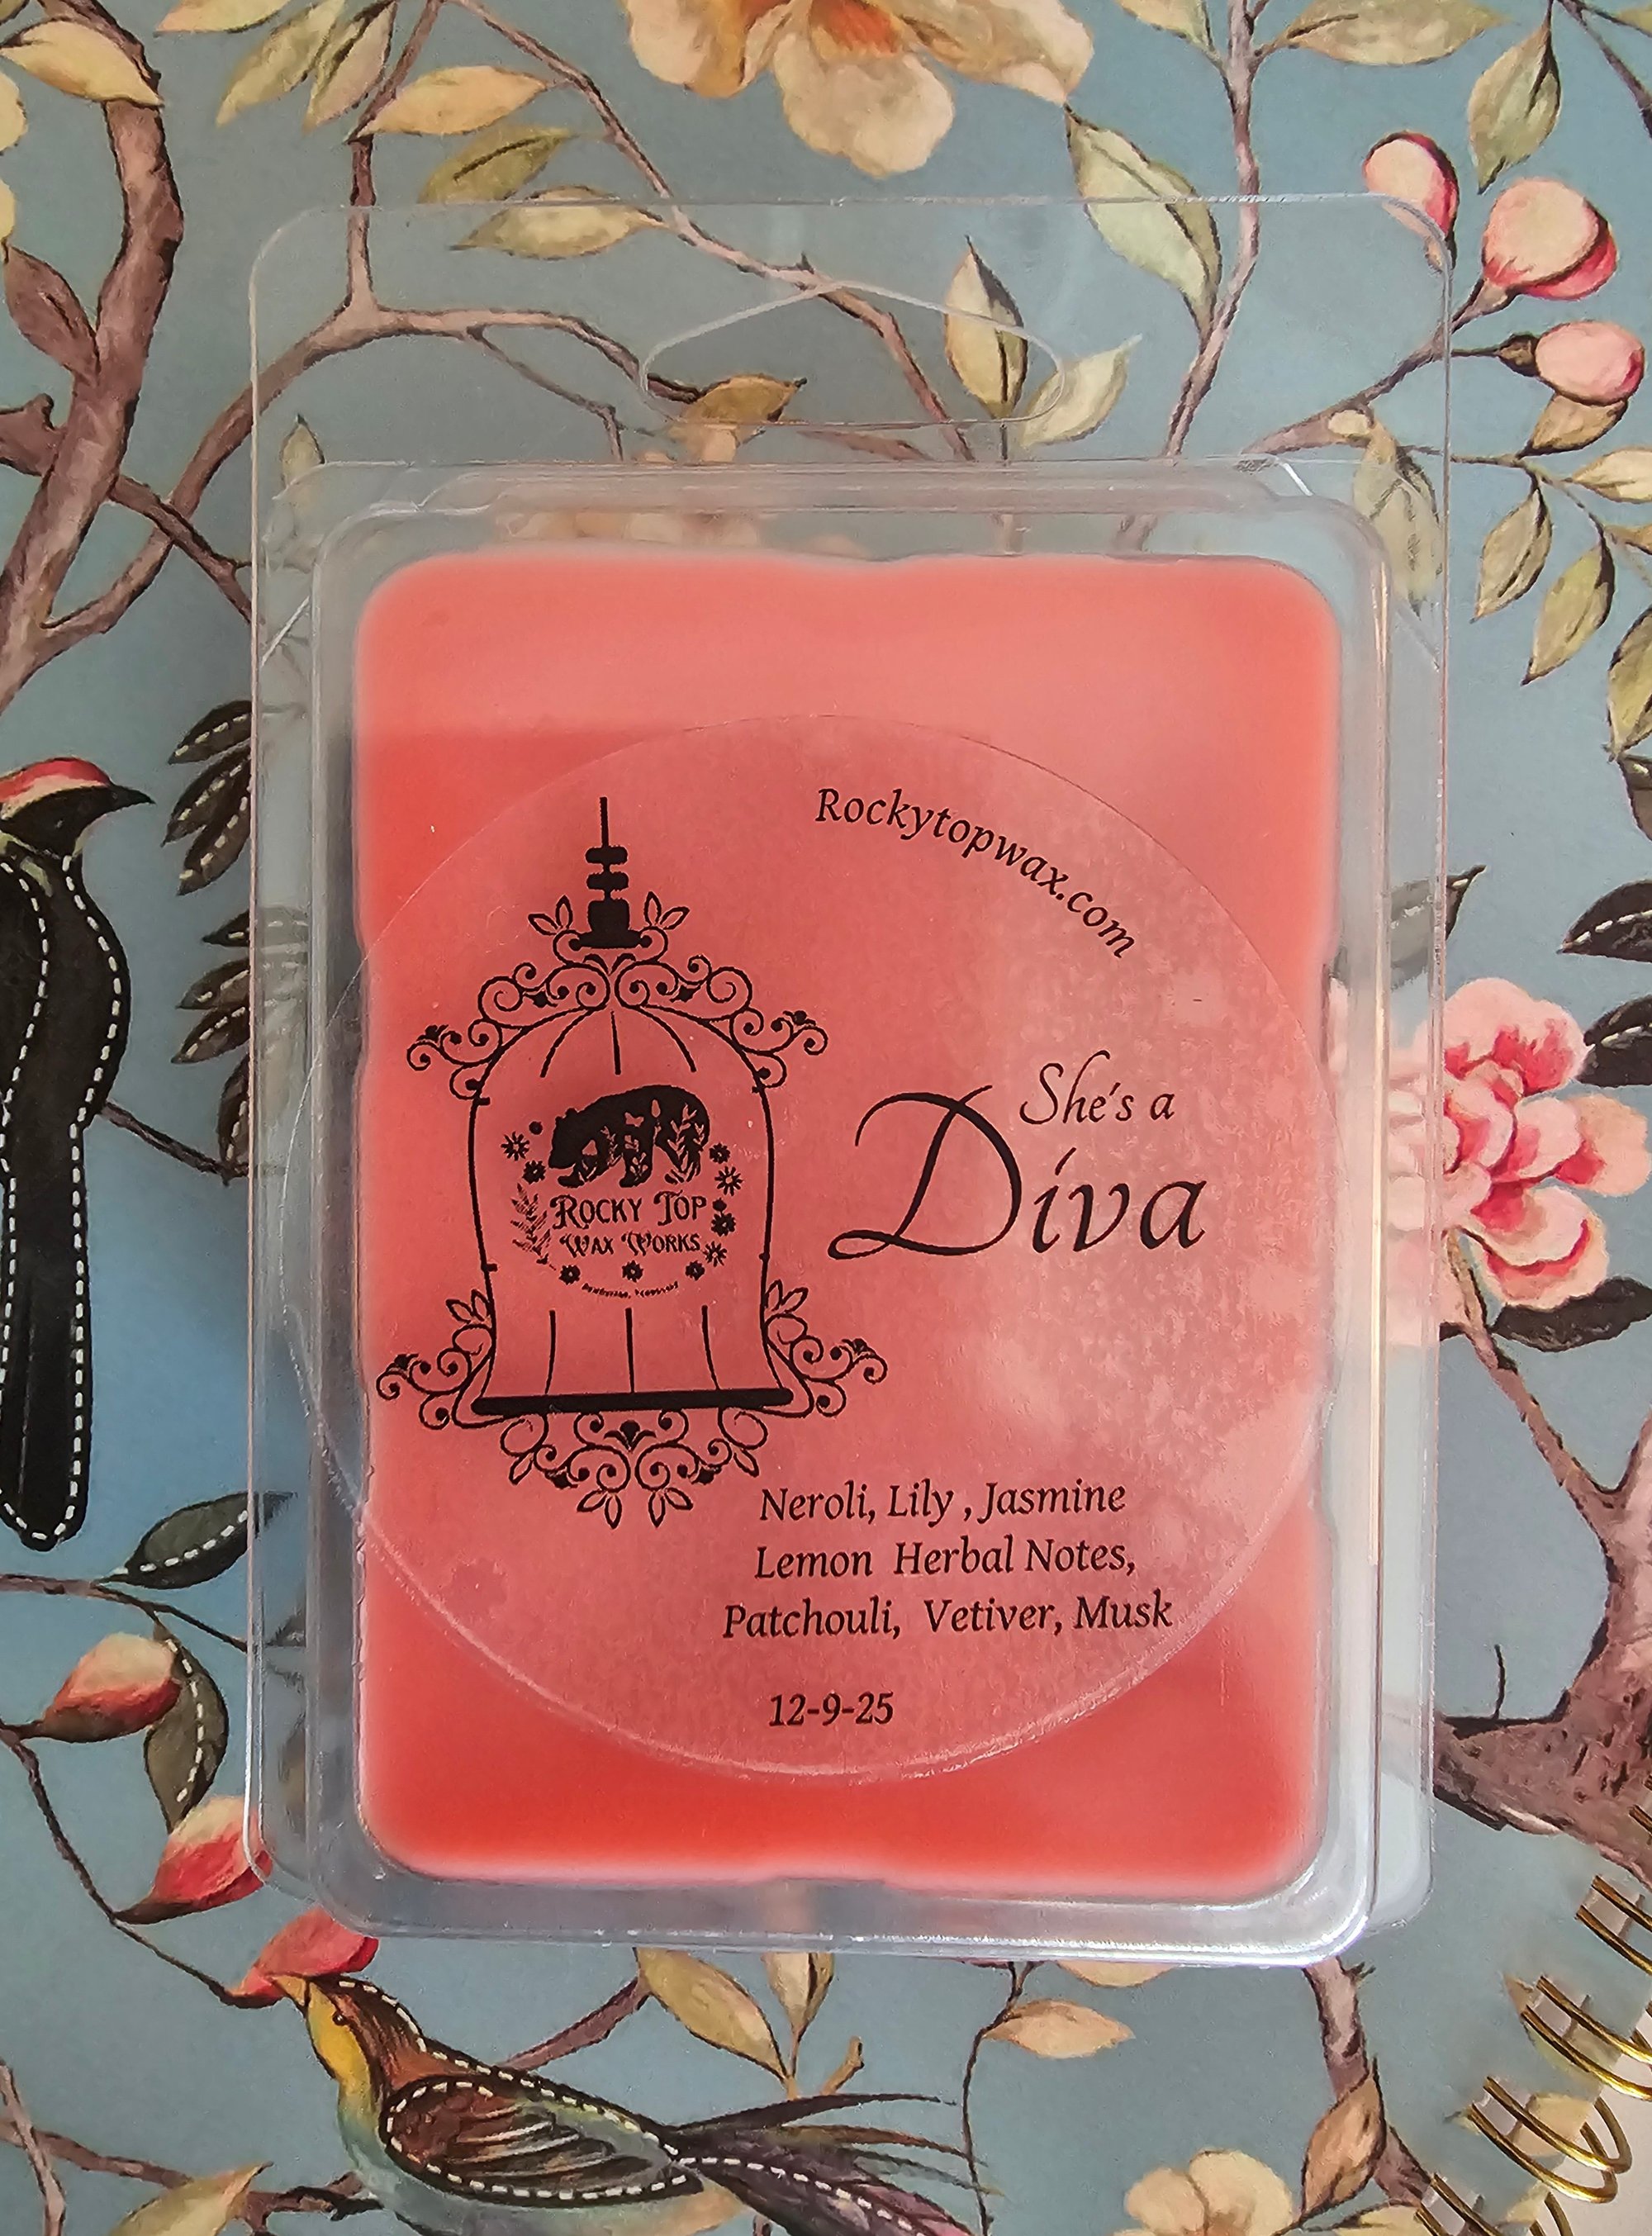 Rockytopwax.com
She's a
Diva
Rocky Top
Wax Works
Neroli, Lily , Jasmine
Lemon Herbal Notes,
Patchouli, Vetiver, Musk
12-9-25